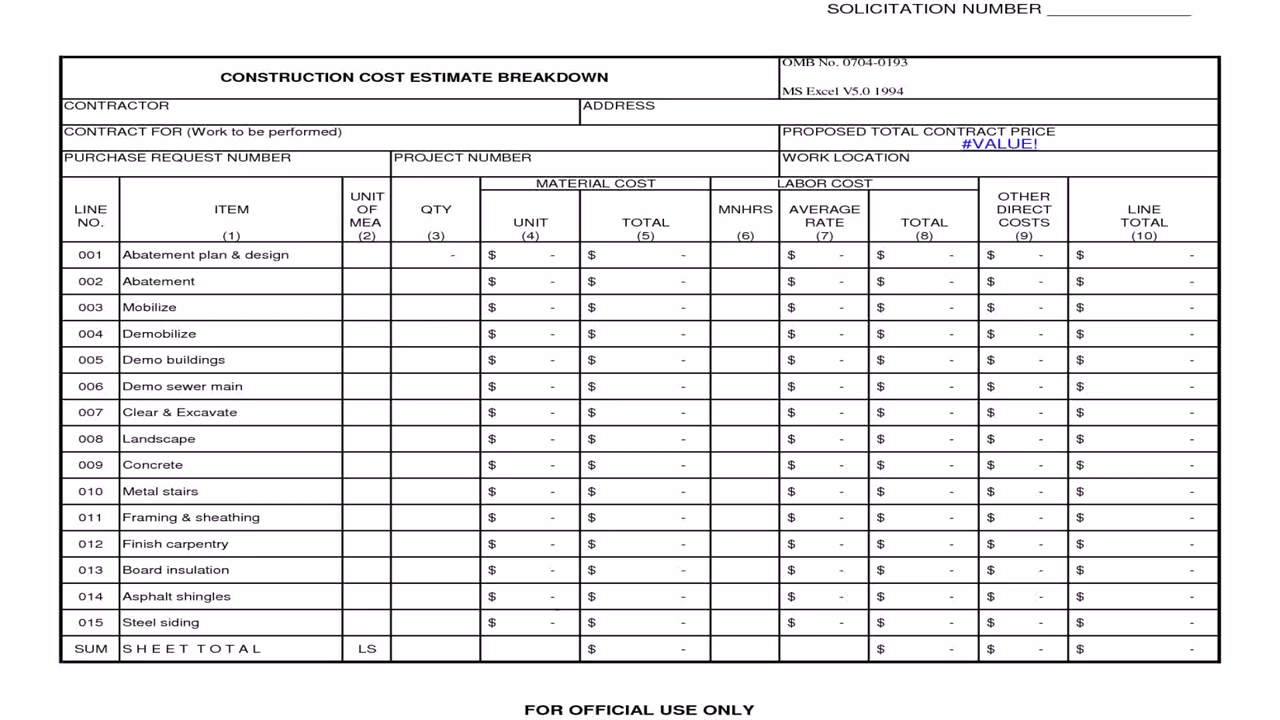 SOLICITATION NUMBER _______________
CONSTRUCTION COST ESTIMATE BREAKDOWN
OMB No. 0704-0193
MS Excel V5.0 1994
CONTRACTOR ADDRESS
CONTRACT FOR (Work to be performed) PROPOSED TOTAL CONTRACT PRICE
#VALUE!
PURCHASE REQUEST NUMBER PROJECT NUMBER WORK LOCATION
MATERIAL COST LABOR COST
LINE NO. ITEM (1) UNIT OF MEA (2) QTY (3) UNIT (4) TOTAL (5) MNHRS (6) AVERAGE RATE (7) TOTAL (8) OTHER DIRECT COSTS (9) LINE TOTAL (10)
001 Abatement plan & design - $ - $ - $ - $ - $ - $ -
002 Abatement $ - $ - $ - $ - $ - $ -
003 Mobilize $ - $ - $ - $ - $ - $ -
004 Demobilize $ - $ - $ - $ - $ - $ -
005 Demo buildings $ - $ - $ - $ - $ - $ -
006 Demo sewer main $ - $ - $ - $ - $ - $ -
007 Clear & Excavate $ - $ - $ - $ - $ - $ -
008 Landscape $ - $ - $ - $ - $ - $ -
009 Concrete $ - $ - $ - $ - $ - $ -
010 Metal stairs $ - $ - $ - $ - $ - $ -
011 Framing & sheathing $ - $ - $ - $ - $ - $ -
012 Finish carpentry $ - $ - $ - $ - $ - $ -
013 Board insulation $ - $ - $ - $ - $ - $ -
014 Asphalt shingles $ - $ - $ - $ - $ - $ -
015 Steel siding $ - $ - $ - $ - $ - $ -
SUM S H E E T T O T A L LS $ - $ - $ - $ -
FOR OFFICIAL USE ONLY